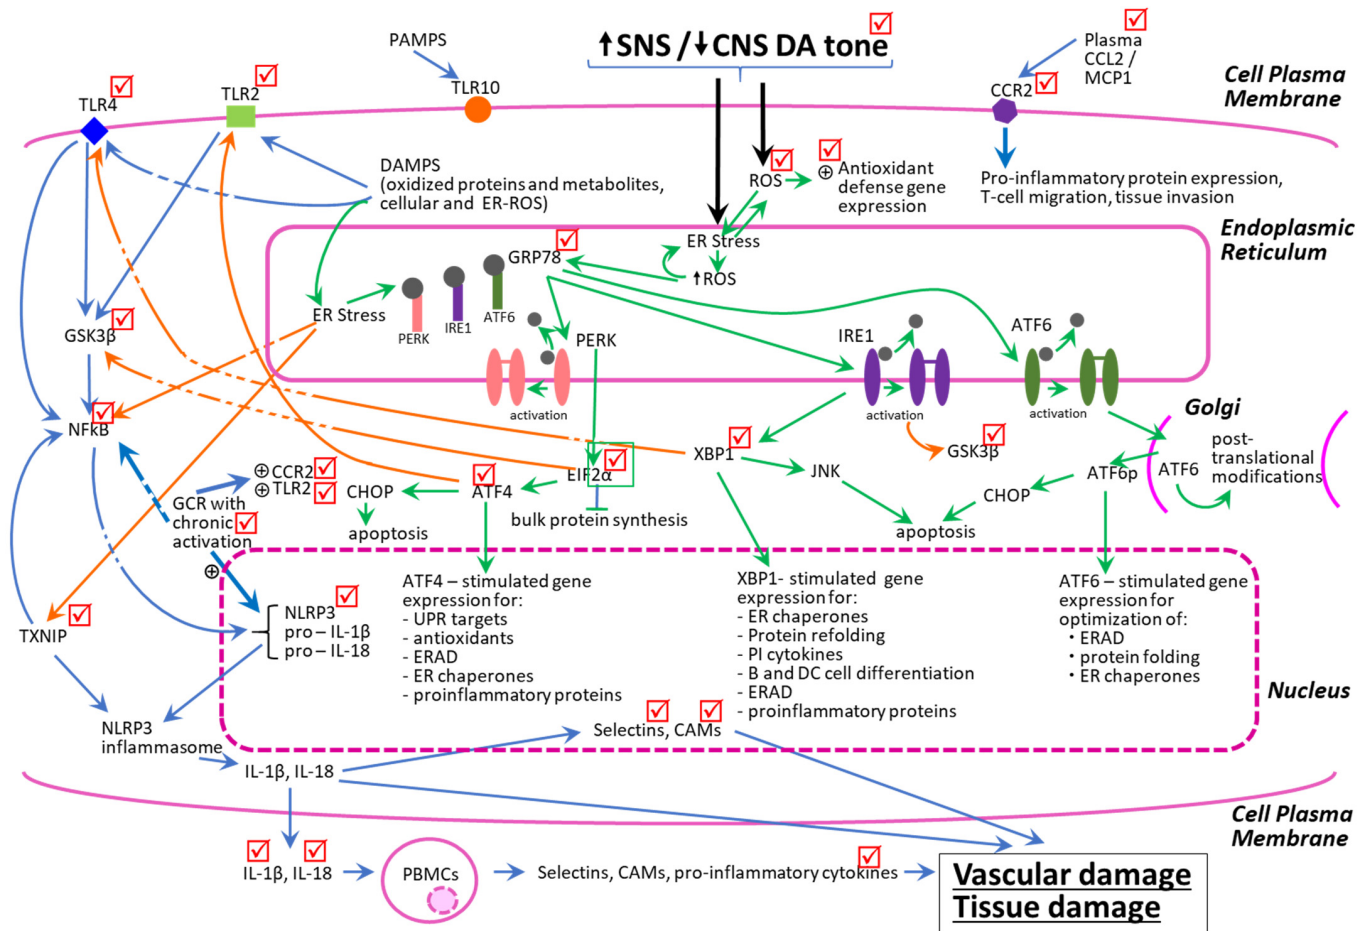 ↑SNS /↓CNS DA tone
PAMPS
TLR10
Plasma
CCL2 /
MCP1
CCR2
Cell Plasma
Membrane
TLR4
TLR2
DAMPS
(oxidized proteins and metabolites,
cellular and ER-ROS)
ROS
⊕ Antioxidant
defense gene
expression
Pro-inflammatory protein expression,
T-cell migration, tissue invasion
Endoplasmic
Reticulum
ER Stress
↑ROS
GRP78
ER Stress
PERK
IRE1
ATF6
PERK
IRE1
ATF6
activation
activation
activation
GSK3β
NFkB
Golgi
post-
translational
modifications
ATF6
ATF6p
GSK3β
XBP1
JNK
CHOP
apoptosis
EIF2α
bulk protein synthesis
ATF4
CHOP
apoptosis
⊕ CCR2
⊕ TLR2
GCR with
chronic
activation
⊕
NLRP3
pro – IL-1β
pro – IL-18
TXNIP
ATF4 – stimulated gene
expression for:
- UPR targets
- antioxidants
- ERAD
- ER chaperones
- proinflammatory proteins
XBP1- stimulated gene
expression for:
- ER chaperones
- Protein refolding
- PI cytokines
- B and DC cell differentiation
- ERAD
- proinflammatory proteins
ATF6 – stimulated gene
expression for
optimization of:
• ERAD
• protein folding
• ER chaperones
Nucleus
NLRP3
inflammasome
Selectins, CAMs
IL-1β, IL-18
Cell Plasma
Membrane
IL-1β, IL-18
PBMCs
Selectins, CAMs, pro-inflammatory cytokines
Vascular damage
Tissue damage